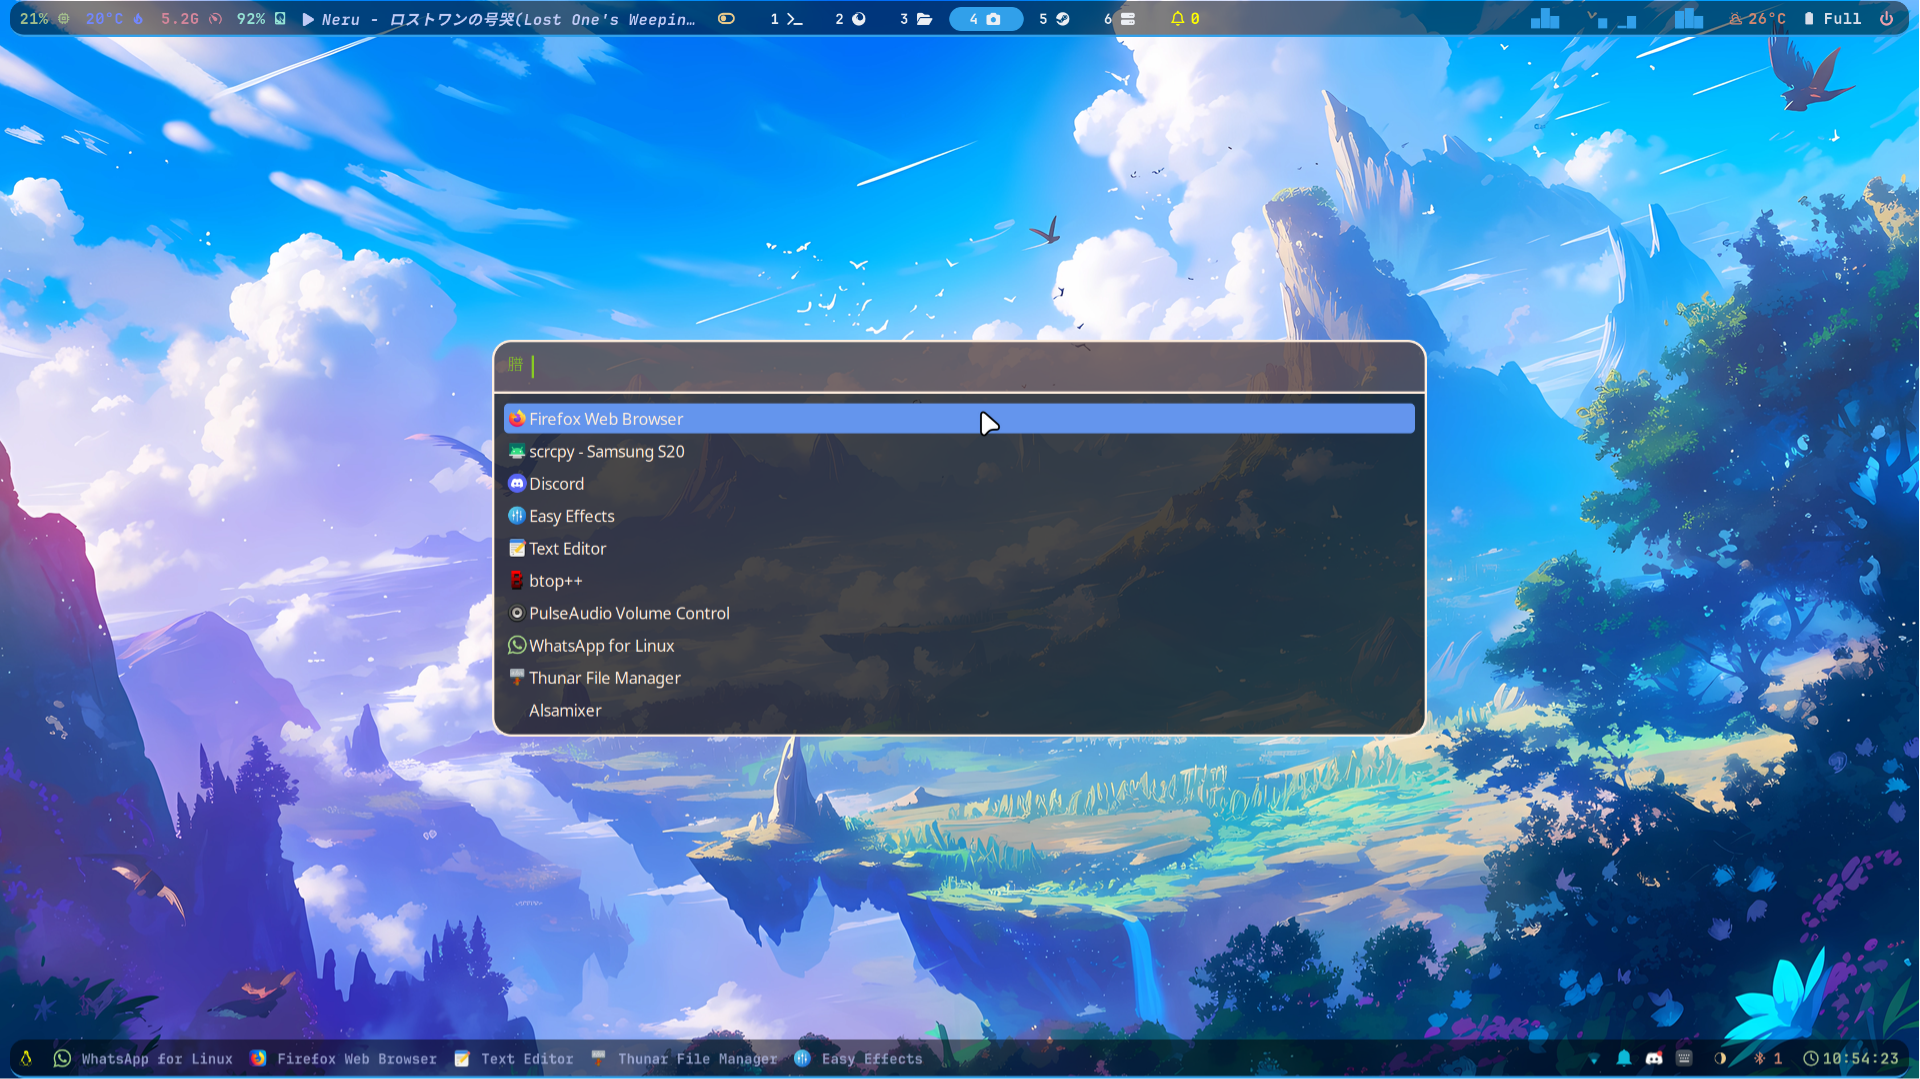 21% 20°C 5.2G 92% Neru - ロストワンの号哭(Lost One's Weepin… 1 2 3 4 5 6 0 26°C Full
Firefox Web Browser
scrcpy - Samsung S20
Discord
Easy Effects
Text Editor
btop++
PulseAudio Volume Control
WhatsApp for Linux
Thunar File Manager
Alsamixer
WhatsApp for Linux Firefox Web Browser Text Editor Thunar File Manager Easy Effects 1 10:54:23